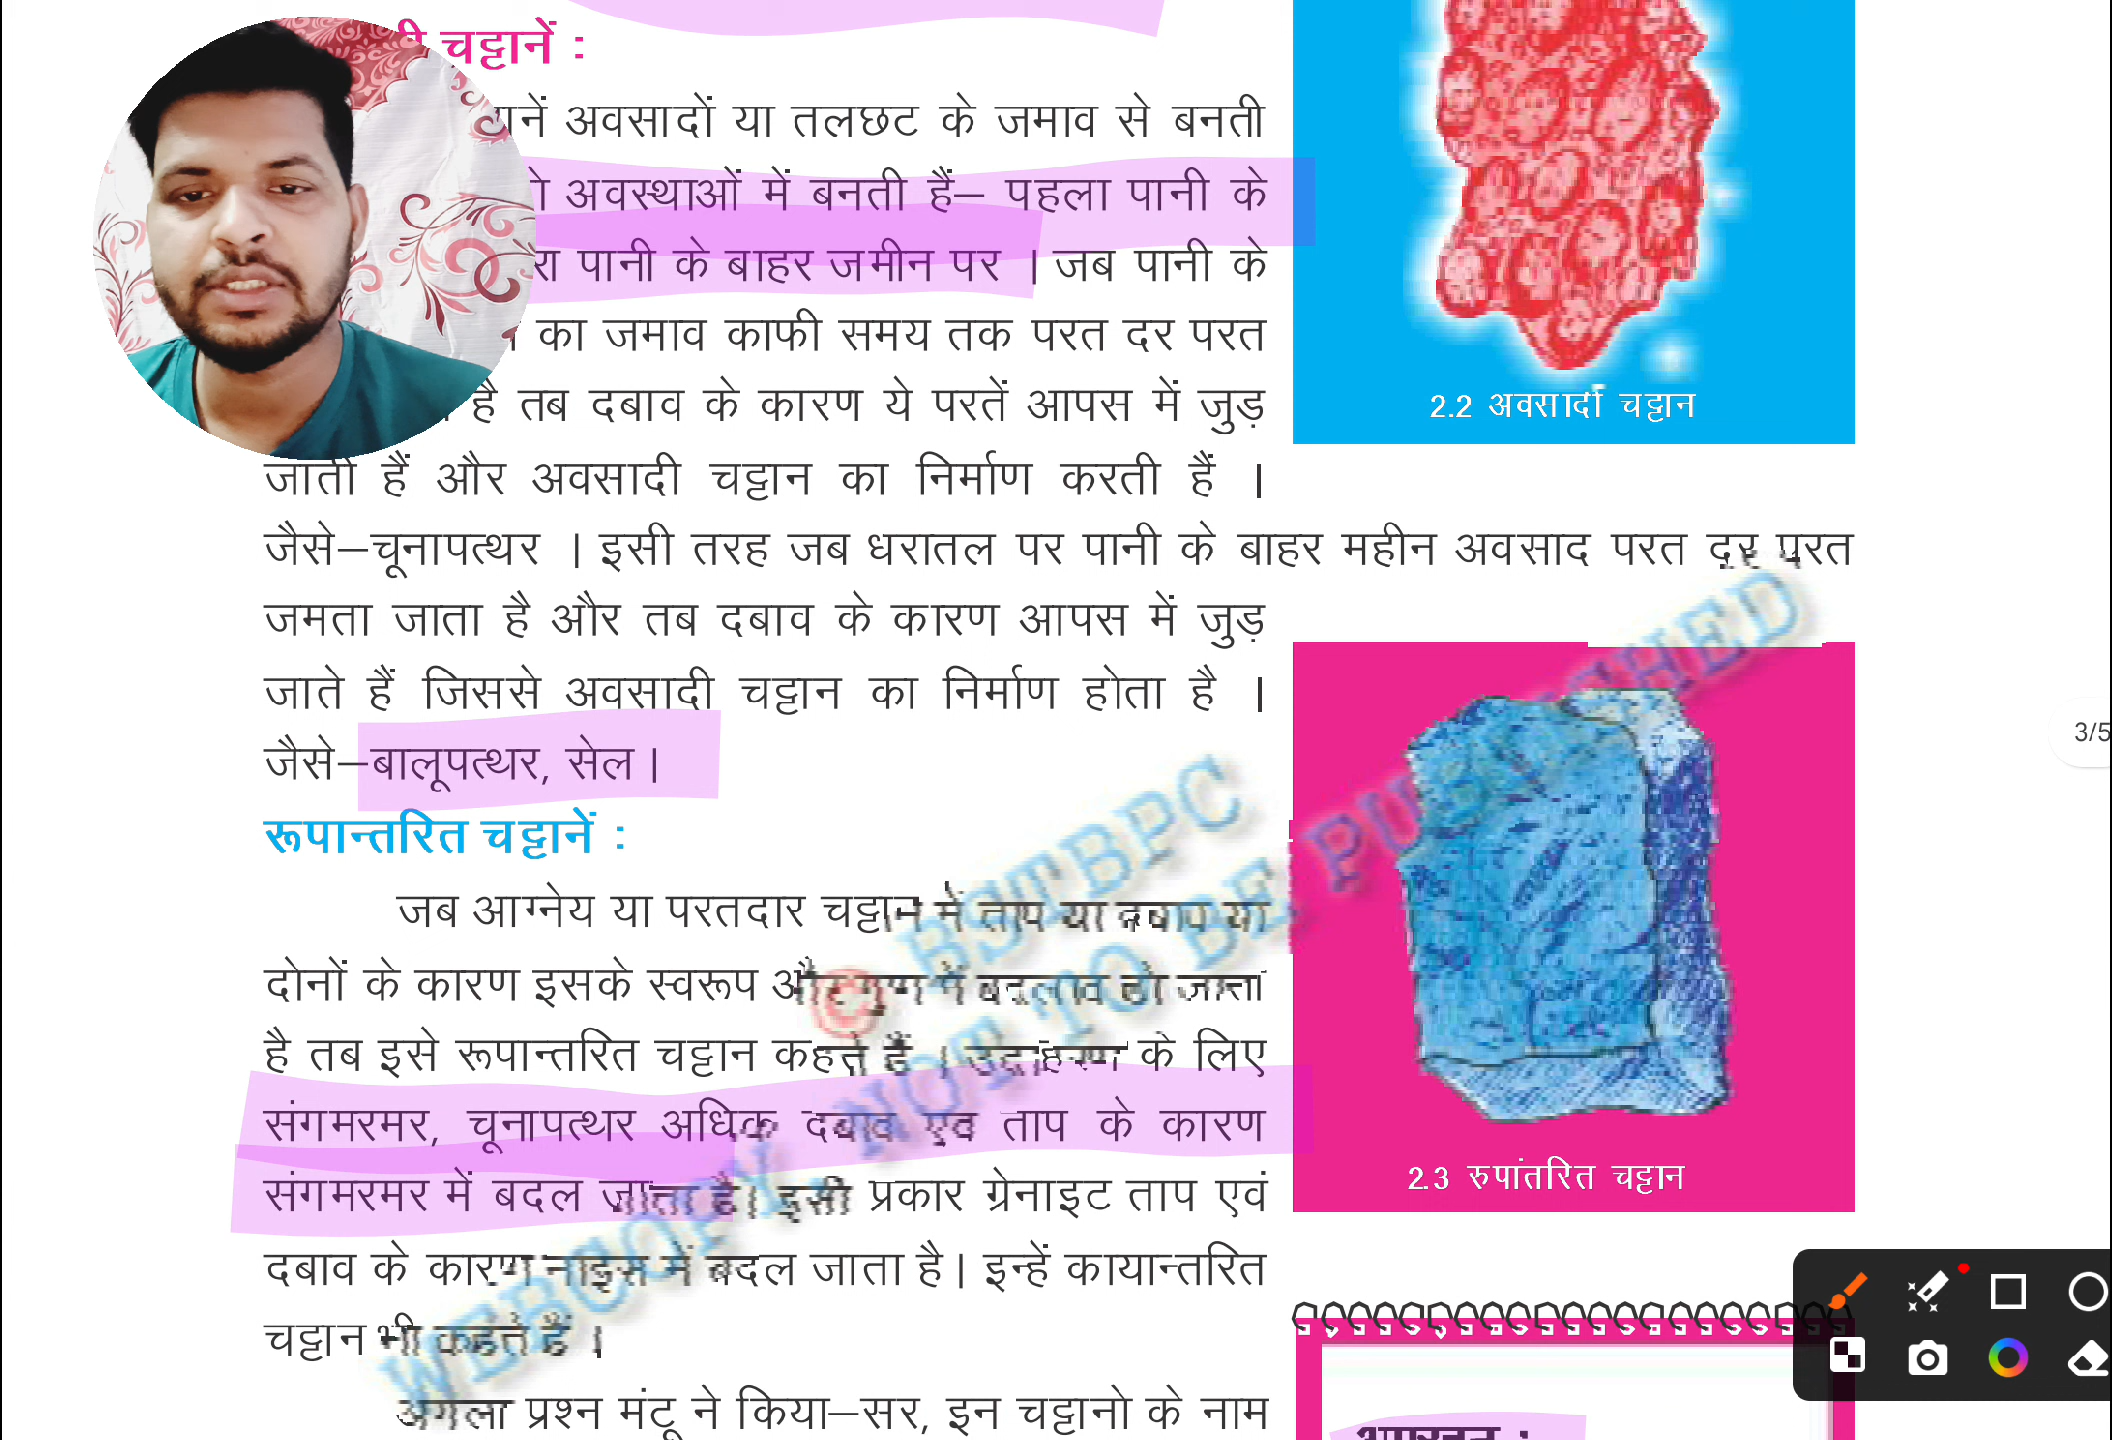 चट्टानें :
अवसादों या तलछट के जमाव से बनती
अवस्थाओं में बनती हैं– पहला पानी के
पानी के बाहर जमीन पर । जब पानी के
का जमाव काफी समय तक परत दर परत
है तब दबाव के कारण ये परतें आपस में जुड़
जाती हैं और अवसादी चट्टान का निर्माण करती हैं ।
जैसे–चूनापत्थर । इसी तरह जब धरातल पर पानी के बाहर महीन अवसाद परत दर परत
जमता जाता है और तब दबाव के कारण आपस में जुड़
जाते हैं जिससे अवसादी चट्टान का निर्माण होता है ।
जैसे–बालूपत्थर, सेल ।
रूपान्तरित चट्टानें :
जब आग्नेय या परतदार चट्टान में ताप या दबाव या
दोनों के कारण इसके स्वरूप और गुण में बदलाव हो जाता
है तब इसे रूपान्तरित चट्टान कहते हैं । उदाहरण के लिए
संगमरमर, चूनापत्थर अधिक दबाव एवं ताप के कारण
संगमरमर में बदल जाता है। इसी प्रकार ग्रेनाइट ताप एवं
दबाव के कारण नाइस में बदल जाता है। इन्हें कायान्तरित
चट्टान भी कहते हैं ।
अगला प्रश्न मंटू ने किया–सर, इन चट्टानो के नाम
2.2 अवसादी चट्टान
2.3 रुपांतरित चट्टान
© BSTBPC
WEBCOPY, NOT TO BE PUBLISHED
3/5